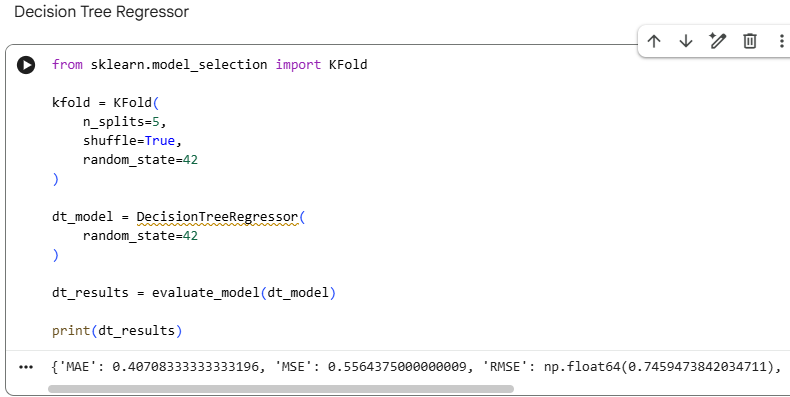 Decision Tree Regressor
from sklearn.model_selection import KFold
kfold = KFold(
    n_splits=5,
    shuffle=True,
    random_state=42
)
dt_model = DecisionTreeRegressor(
    random_state=42
)
dt_results = evaluate_model(dt_model)
print(dt_results)
{'MAE': 0.40708333333333196, 'MSE': 0.5564375000000009, 'RMSE': np.float64(0.7459473842034711),